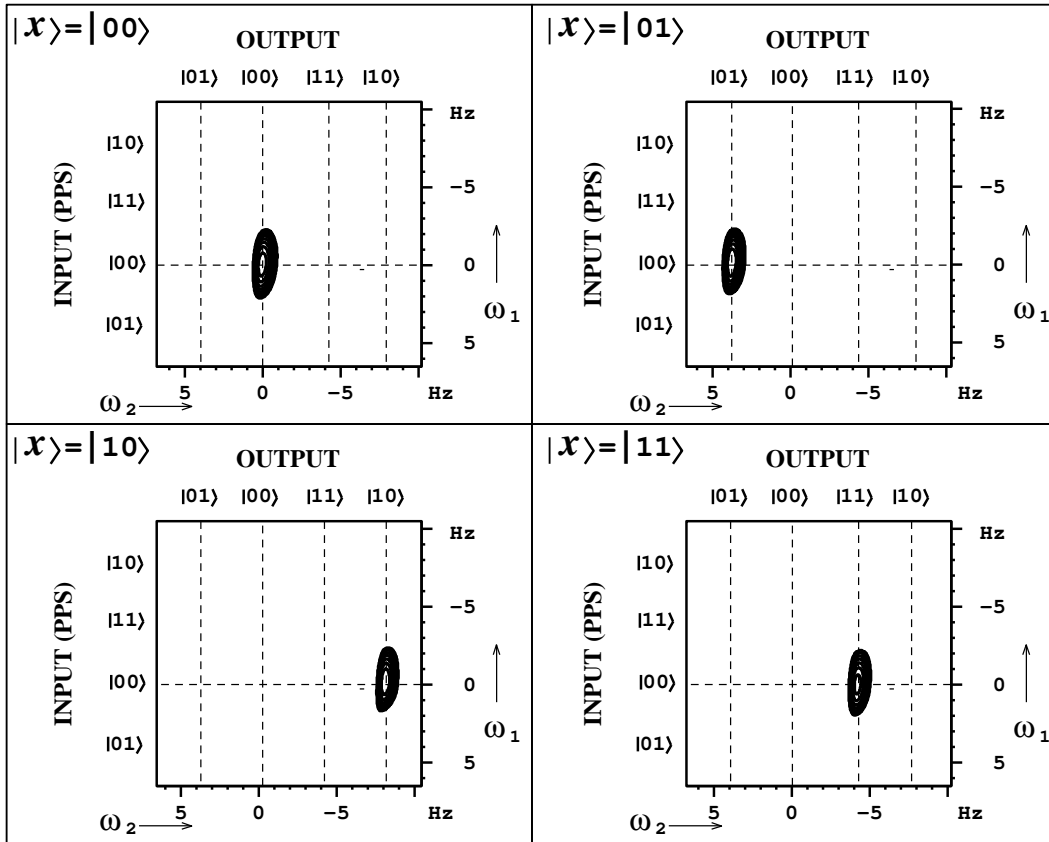 |x⟩=|00⟩
OUTPUT
|01⟩ |00⟩ |11⟩ |10⟩
INPUT (PPS)
|10⟩
|11⟩
|00⟩
|01⟩
Hz
-5
0
5
ω1
5 0 -5 Hz
ω2
|x⟩=|01⟩
OUTPUT
|01⟩ |00⟩ |11⟩ |10⟩
INPUT (PPS)
|10⟩
|11⟩
|00⟩
|01⟩
Hz
-5
0
5
ω1
5 0 -5 Hz
ω2
|x⟩=|10⟩
OUTPUT
|01⟩ |00⟩ |11⟩ |10⟩
INPUT (PPS)
|10⟩
|11⟩
|00⟩
|01⟩
Hz
-5
0
5
ω1
5 0 -5 Hz
ω2
|x⟩=|11⟩
OUTPUT
|01⟩ |00⟩ |11⟩ |10⟩
INPUT (PPS)
|10⟩
|11⟩
|00⟩
|01⟩
Hz
-5
0
5
ω1
5 0 -5 Hz
ω2